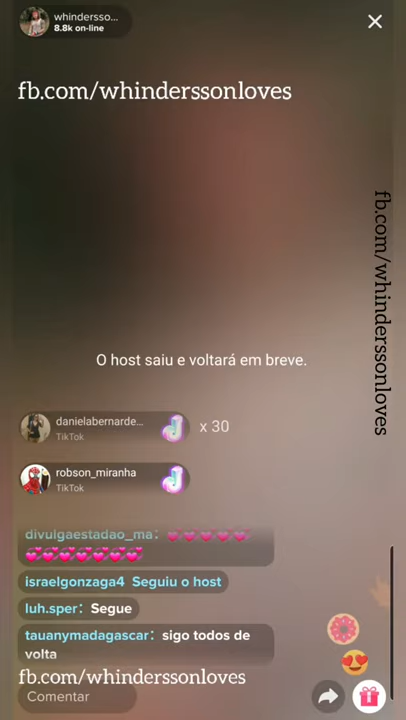 whindersso...
8.8k on-line
fb.com/whinderssonloves
fb.com/whinderssonloves
O host saiu e voltará em breve.
danielabernarde...
TikTok
x 30
robson_miranha
TikTok
divulgaestadao_ma: 💕💕💕💕💕
💕💕💕💕💕💕💕
israelgonzaga4 Seguiu o host
luh.sper: Segue
tauanymadagascar: sigo todos de
volta
fb.com/whinderssonloves
Comentar